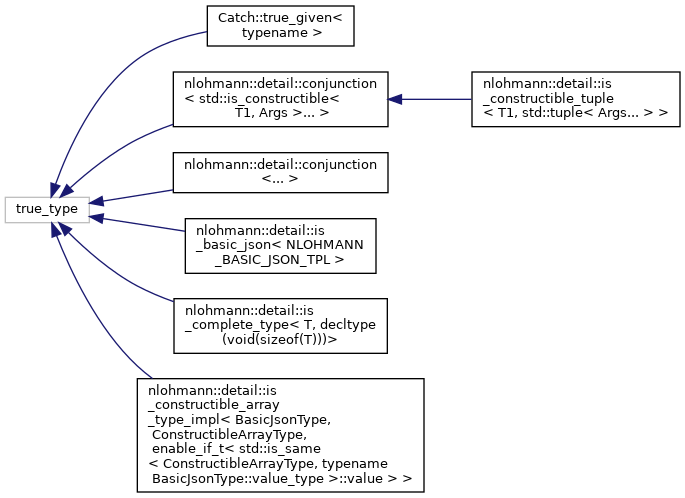 Catch::true_given<
typename >
nlohmann::detail::conjunction
< std::is_constructible<
T1, Args >... >
nlohmann::detail::is
_constructible_tuple
< T1, std::tuple< Args... > >
nlohmann::detail::conjunction
<... >
true_type
nlohmann::detail::is
_basic_json< NLOHMANN
_BASIC_JSON_TPL >
nlohmann::detail::is
_complete_type< T, decltype
(void(sizeof(T)))>
nlohmann::detail::is
_constructible_array
_type_impl< BasicJsonType,
ConstructibleArrayType,
enable_if_t< std::is_same
< ConstructibleArrayType, typename
BasicJsonType::value_type >::value > >